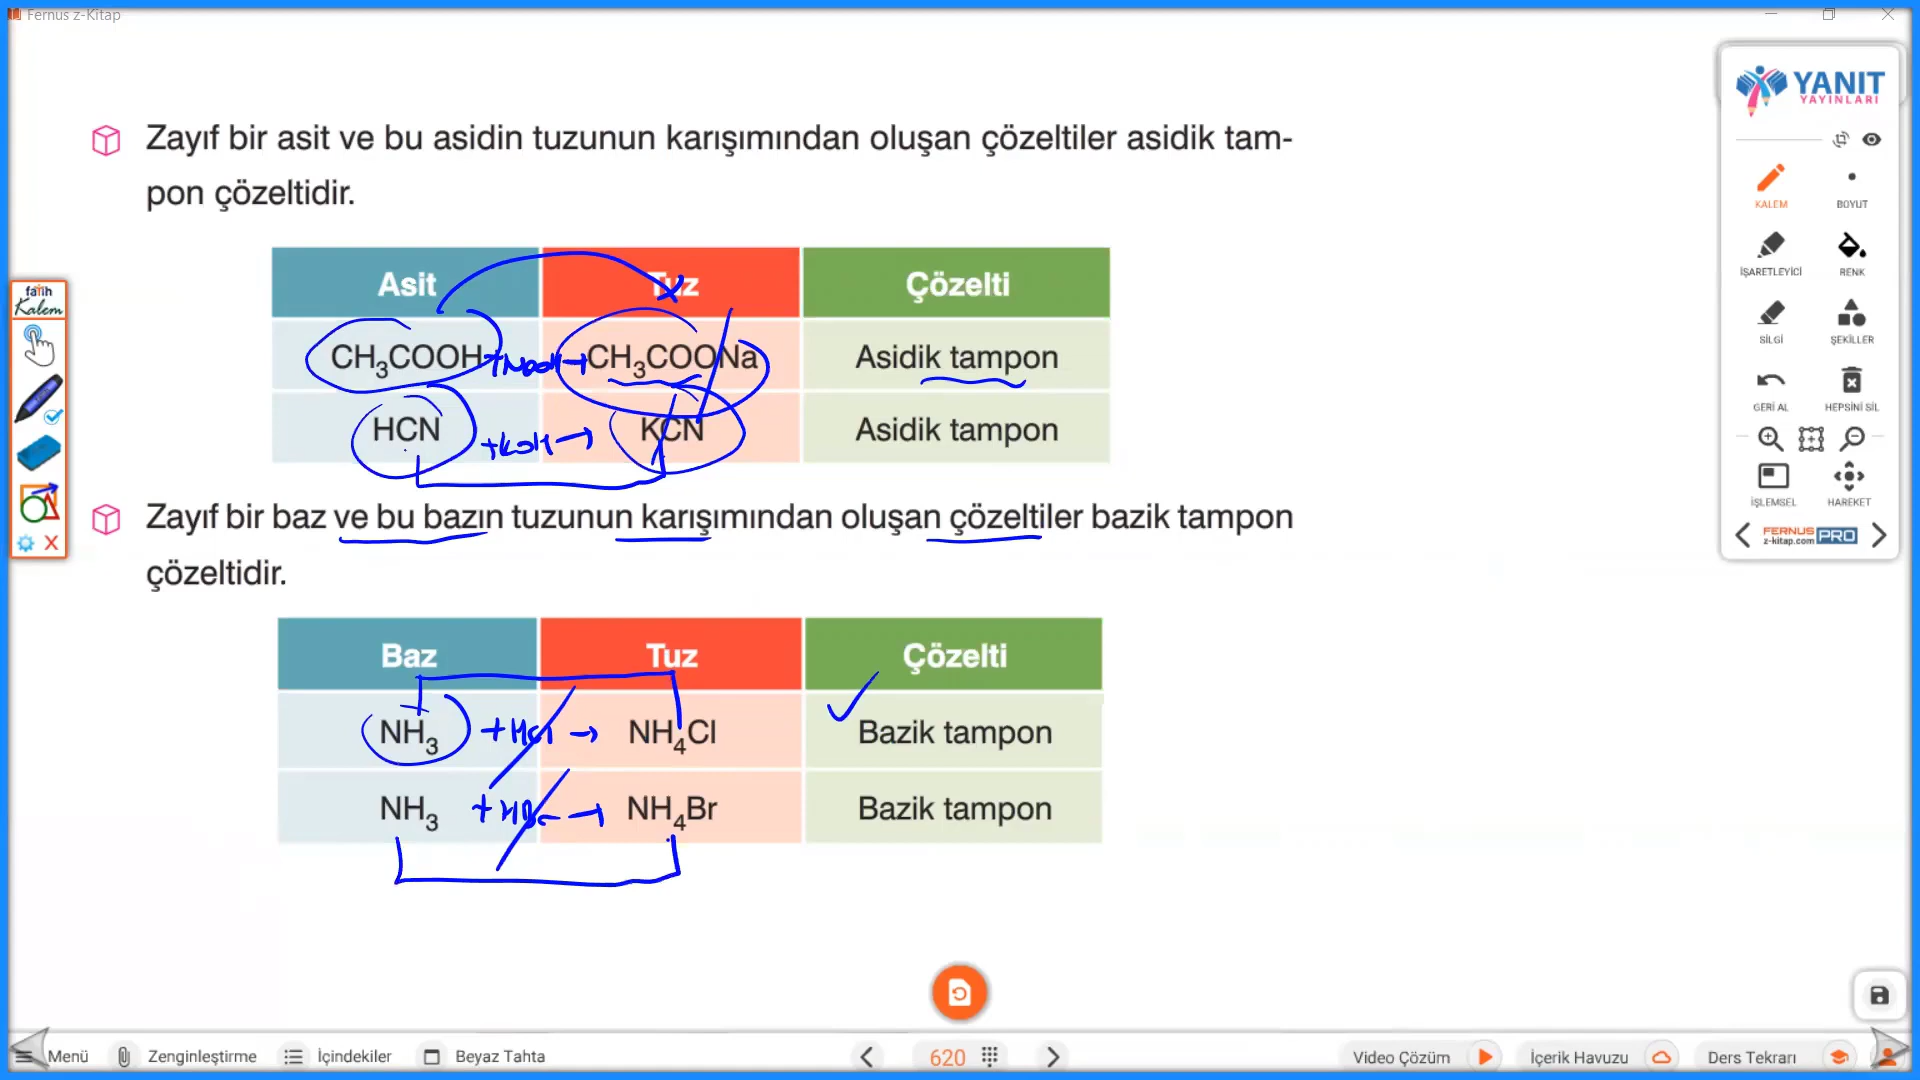 Fernus z-Kitap
Zayıf bir asit ve bu asidin tuzunun karışımından oluşan çözeltiler asidik tam-
pon çözeltidir.
Asit Tuz Çözelti
CH₃COOH +NaOH→ CH₃COONa Asidik tampon
HCN +KOH→ KCN Asidik tampon
Zayıf bir baz ve bu bazın tuzunun karışımından oluşan çözeltiler bazik tampon
çözeltidir.
Baz Tuz Çözelti
NH₃ +HCl→ NH₄Cl Bazik tampon
NH₃ +HBr→ NH₄Br Bazik tampon
fatih
Kalem
YANIT
YAYINLARI
KALEM BOYUT
İŞARETLEYİCİ RENK
SİLGİ ŞEKİLLER
GERİ AL HEPSİNİ SİL
İŞLEMSEL HAREKET
FERNUS
z-kitap.com PRO
Menü Zenginleştirme İçindekiler Beyaz Tahta 620 Video Çözüm İçerik Havuzu Ders Tekrarı